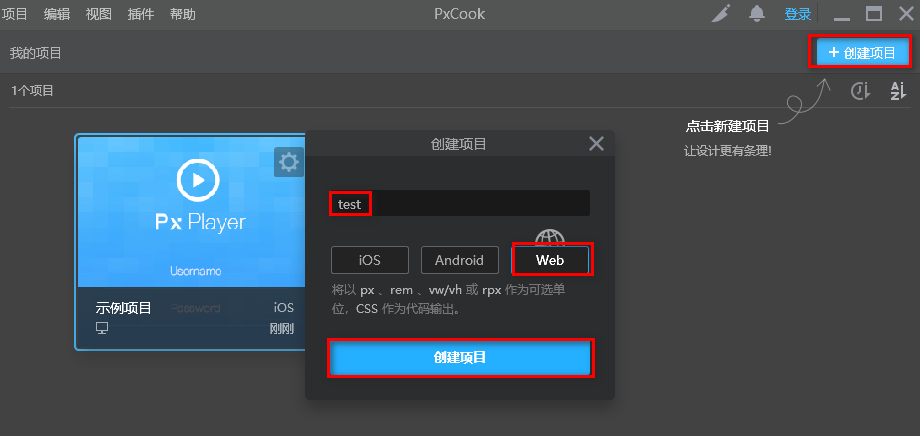 项目 编辑 视图 插件 帮助 PxCook 登录
我的项目 + 创建项目
1个项目
点击新建项目
让设计更有条理!
Px Player
Username
Password
示例项目 iOS
刚刚
创建项目
test
iOS Android Web
将以 px 、rem 、vw/vh 或 rpx 作为可选单
位，CSS 作为代码输出。
创建项目